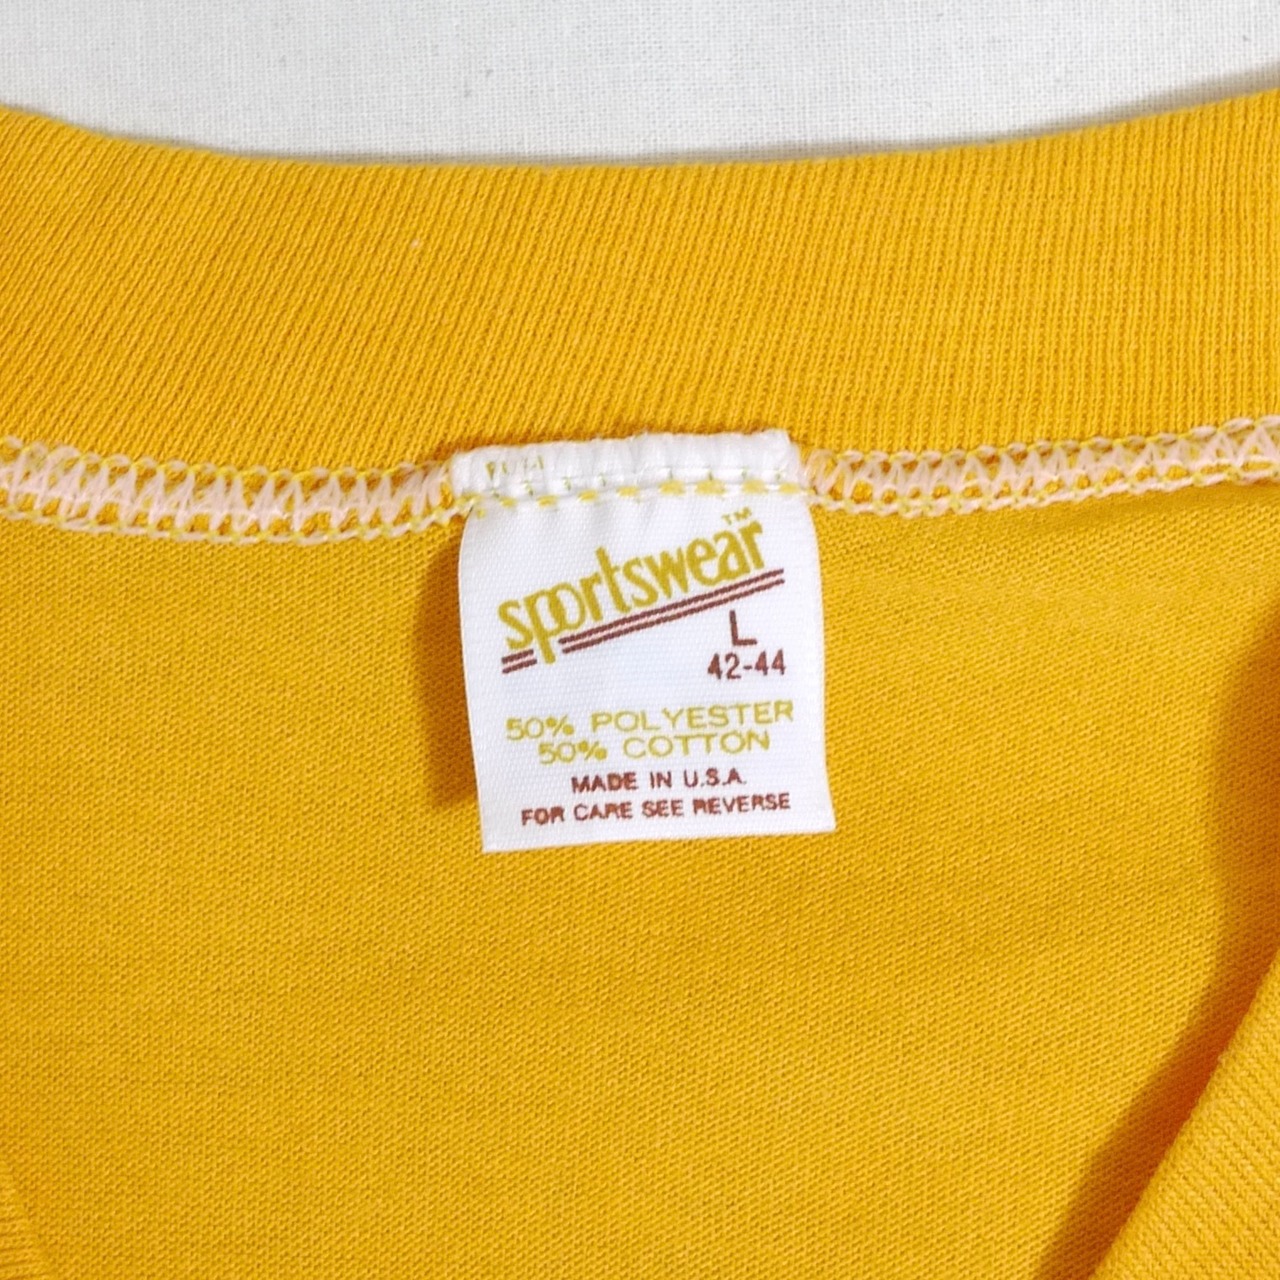 sportswear™
L
42-44
50% POLYESTER
50% COTTON
MADE IN U.S.A.
FOR CARE SEE REVERSE